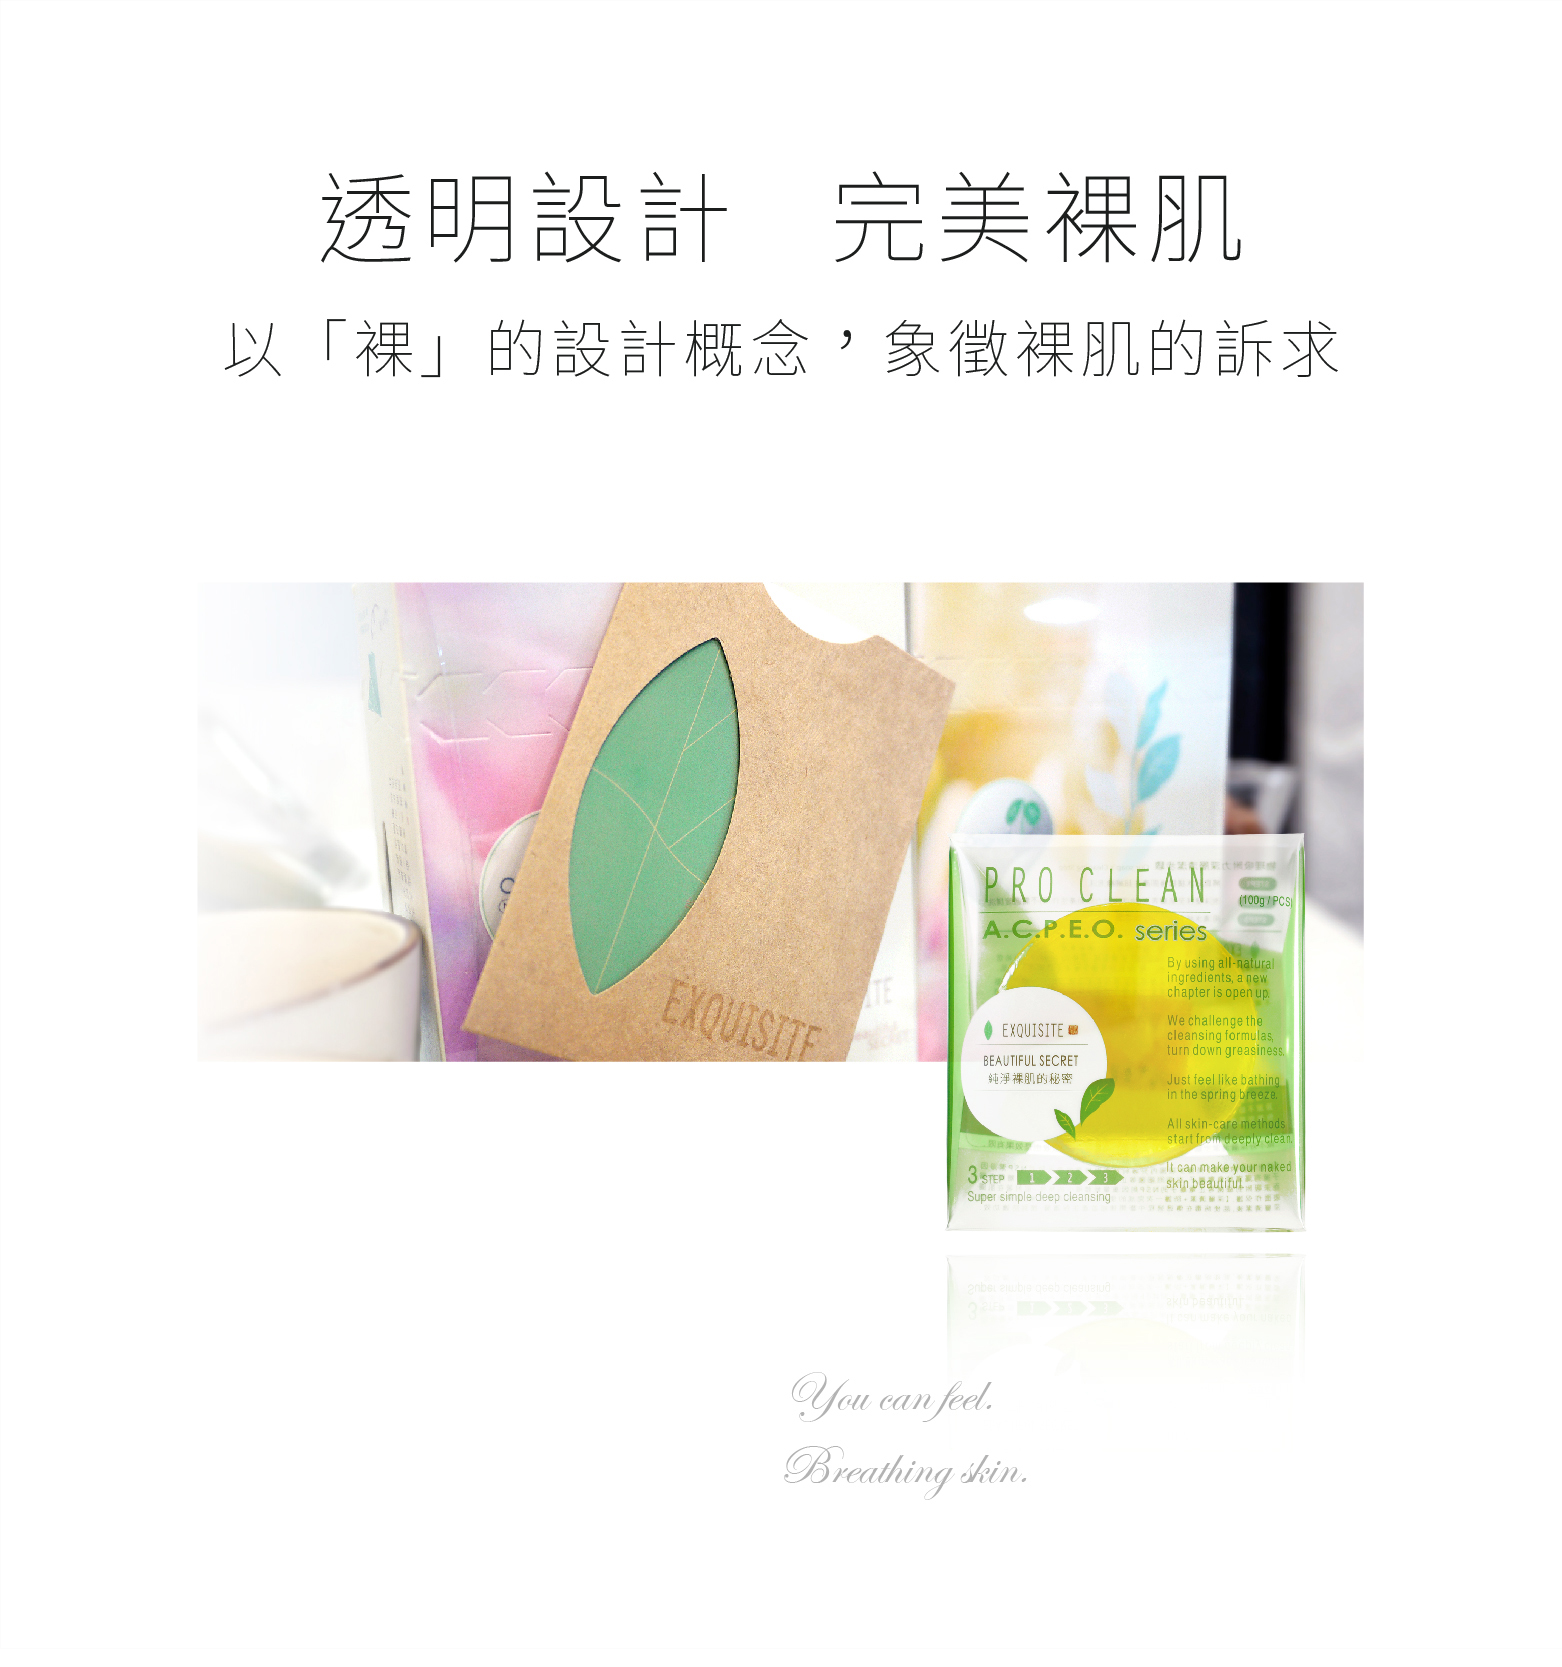 透明設計 完美裸肌
以「裸」的設計概念，象徵裸肌的訴求
EXQUISITE
PRO CLEAN
(100g / PCS)
A.C.P.E.O. series
By using all-natural
ingredients, a new
chapter is open up.
We challenge the
cleansing formulas,
turn down greasiness.
Just feel like bathing
in the spring breeze.
All skin-care methods
start from deeply clean.
It can make your naked
skin beautiful.
EXQUISITE
BEAUTIFUL SECRET
純淨裸肌的秘密
3 STEP 1 2 3
Super simple deep cleansing
You can feel.
Breathing skin.